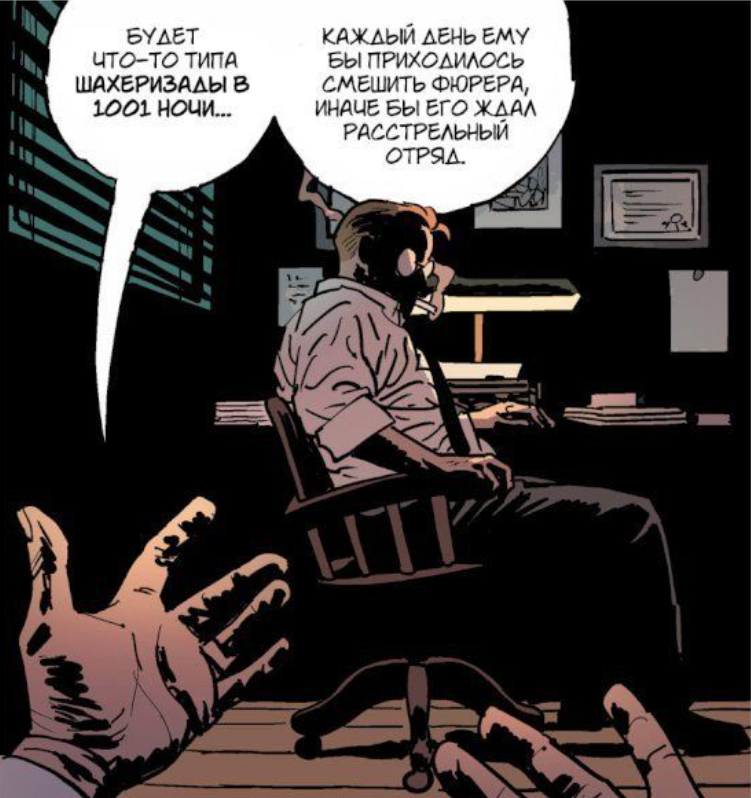 БУДЕТ
ЧТО-ТО ТИПА
ШАХЕРИЗАДЫ В
1001 НОЧИ...
КАЖДЫЙ ДЕНЬ ЕМУ
БЫ ПРИХОДИЛОСЬ
СМЕШИТЬ ФЮРЕРА,
ИНАЧЕ БЫ ЕГО ЖДАЛ
РАССТРЕЛЬНЫЙ
ОТРЯД.